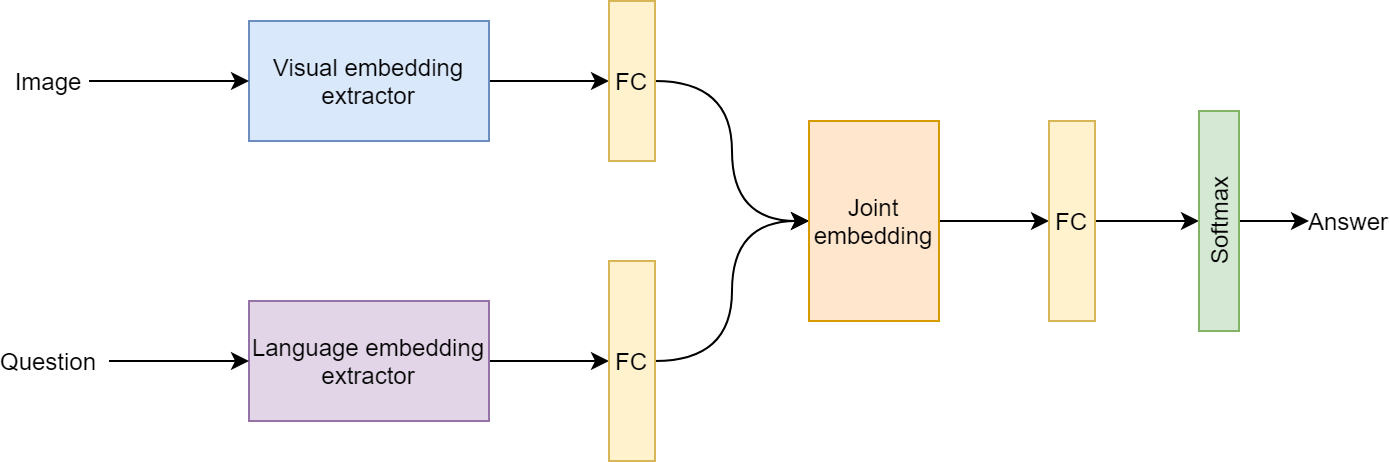 Image
Visual embedding
extractor
FC
Question
Language embedding
extractor
FC
Joint
embedding
FC
Softmax
Answer